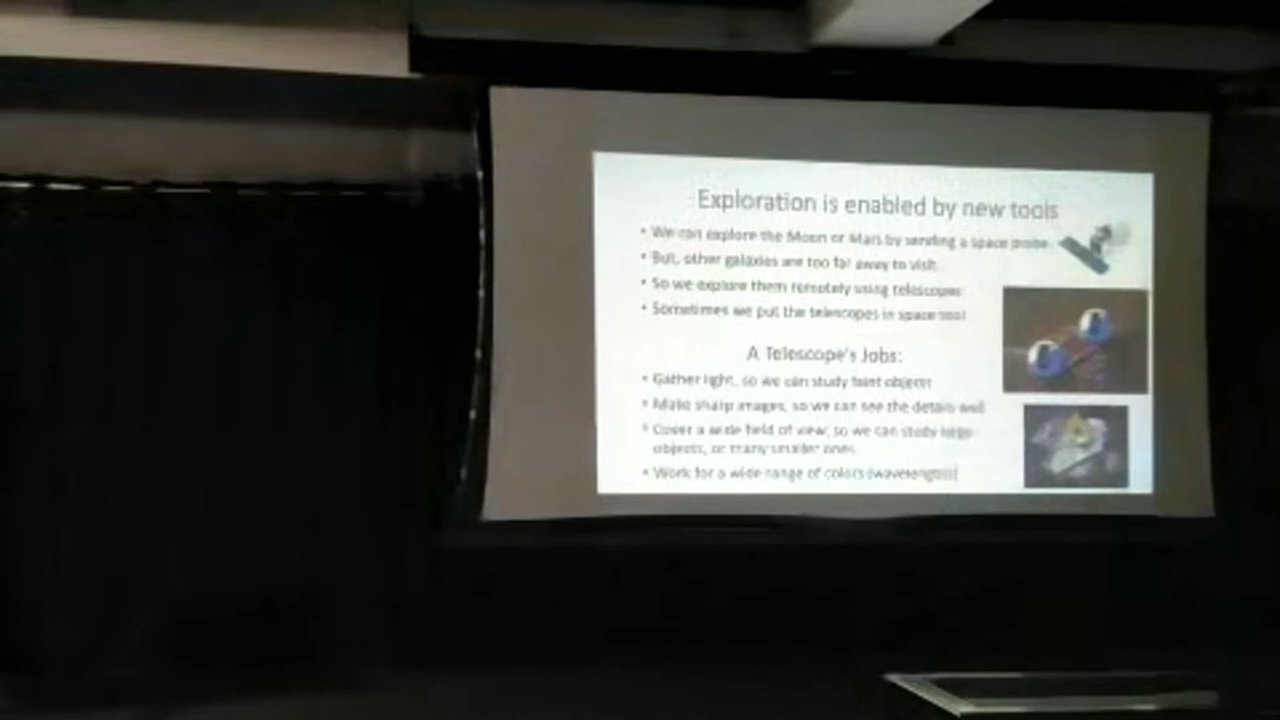 Exploration is enabled by new tools
• We can explore the Moon or Mars by sending a space probe
• But, other galaxies are too far away to visit.
• So we explore them remotely using telescopes
• Sometimes we put the telescopes in space too!
A Telescope's Jobs:
• Gather light, so we can study faint objects
• Make sharp images, so we can see the details well
• Cover a wide field of view, so we can study large
objects, or many smaller ones.
• Work for a wide range of colors (wavelengths)